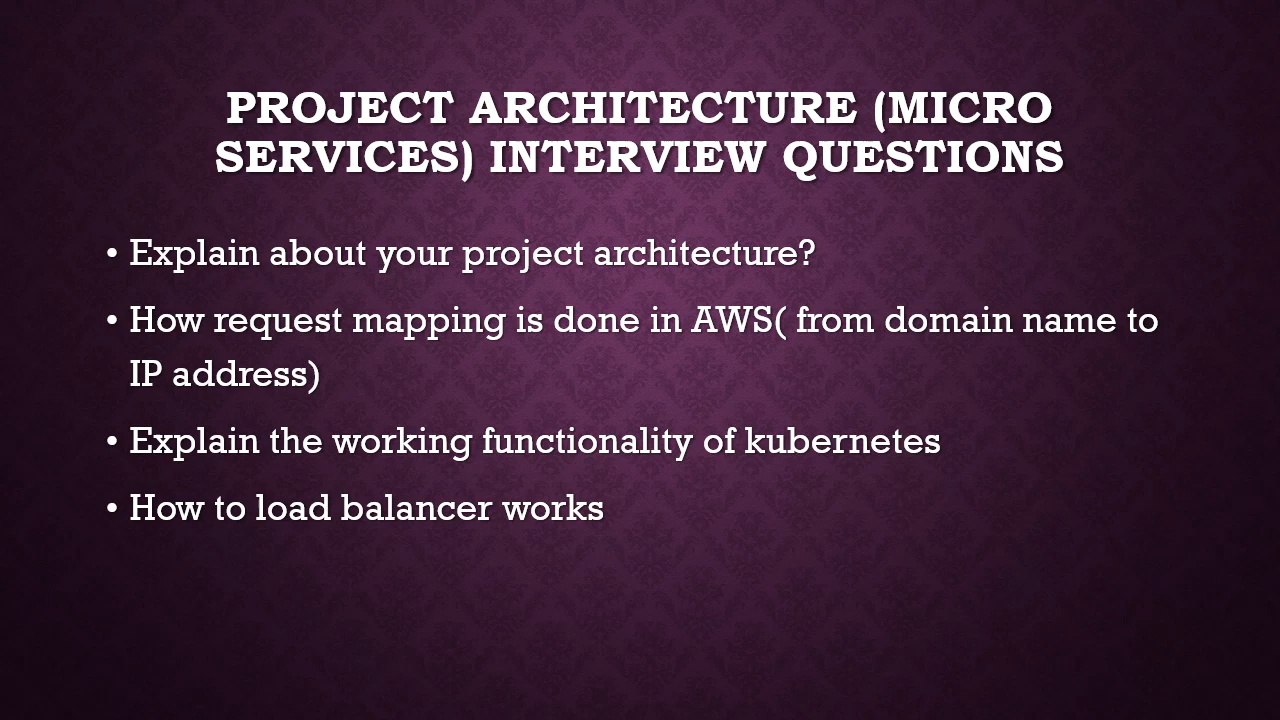 PROJECT ARCHITECTURE (MICRO
SERVICES) INTERVIEW QUESTIONS
• Explain about your project architecture?
• How request mapping is done in AWS( from domain name to
IP address)
• Explain the working functionality of kubernetes
• How to load balancer works